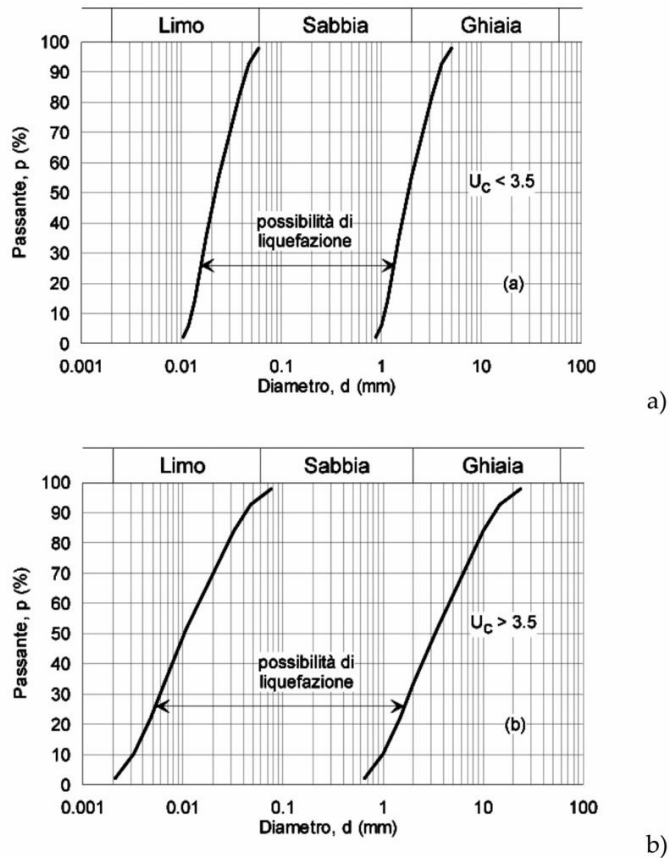 Limo Sabbia Ghiaia
100
90
80
70
60
50
40
30
20
10
0
Passante, p (%)
U_C < 3.5
possibilità di
liquefazione
(a)
0.001 0.01 0.1 1 10 100
Diametro, d (mm)
a)
Limo Sabbia Ghiaia
100
90
80
70
60
50
40
30
20
10
0
Passante, p (%)
U_C > 3.5
possibilità di
liquefazione
(b)
0.001 0.01 0.1 1 10 100
Diametro, d (mm)
b)